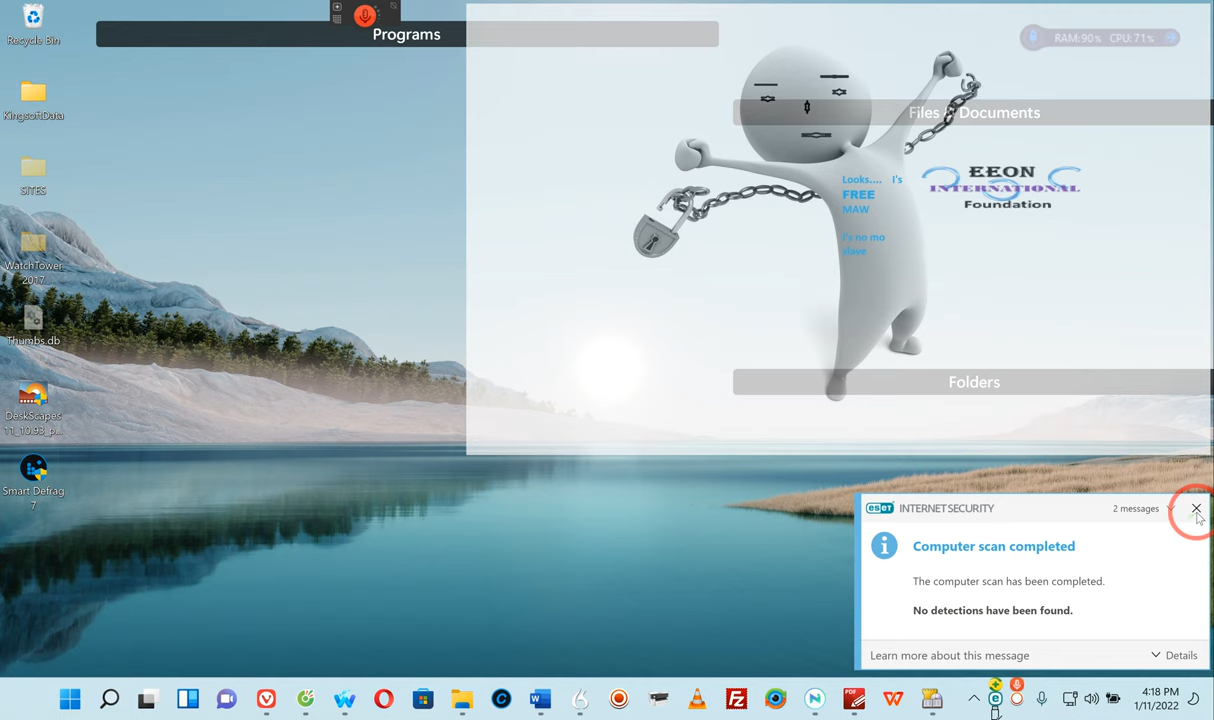 Recycle Bin
Programs
RAM:90% CPU:71%
KingsoftData
Files & Documents
EEON
INTERNATIONAL
Foundation
Looks.... I's
FREE
MAW
I's no mo
slave
SITES
WatchTower
2017...
Thumbs.db
Folders
DeskScapes
11_10.93_p...
Smart Defrag
7
eset INTERNET SECURITY
2 messages
Computer scan completed
The computer scan has been completed.
No detections have been found.
Learn more about this message
Details
4:18 PM
1/11/2022